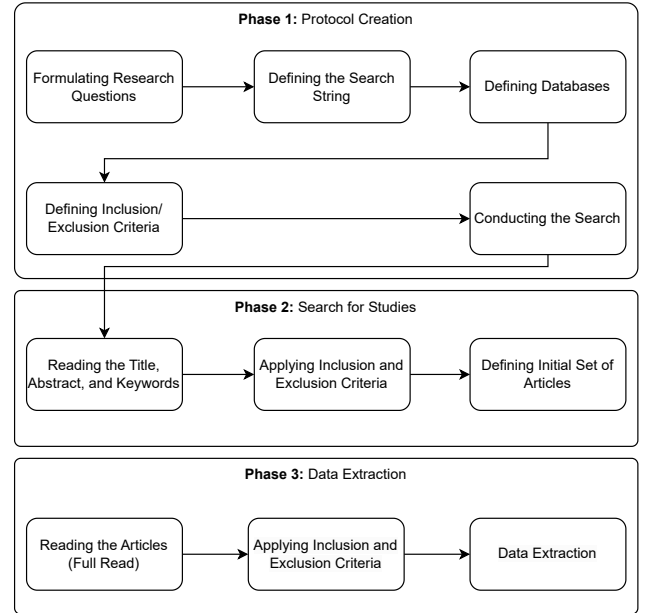 Phase 1: Protocol Creation
Formulating Research
Questions
Defining the Search
String
Defining Databases
Defining Inclusion/
Exclusion Criteria
Conducting the Search
Phase 2: Search for Studies
Reading the Title,
Abstract, and Keywords
Applying Inclusion and
Exclusion Criteria
Defining Initial Set of
Articles
Phase 3: Data Extraction
Reading the Articles
(Full Read)
Applying Inclusion and
Exclusion Criteria
Data Extraction